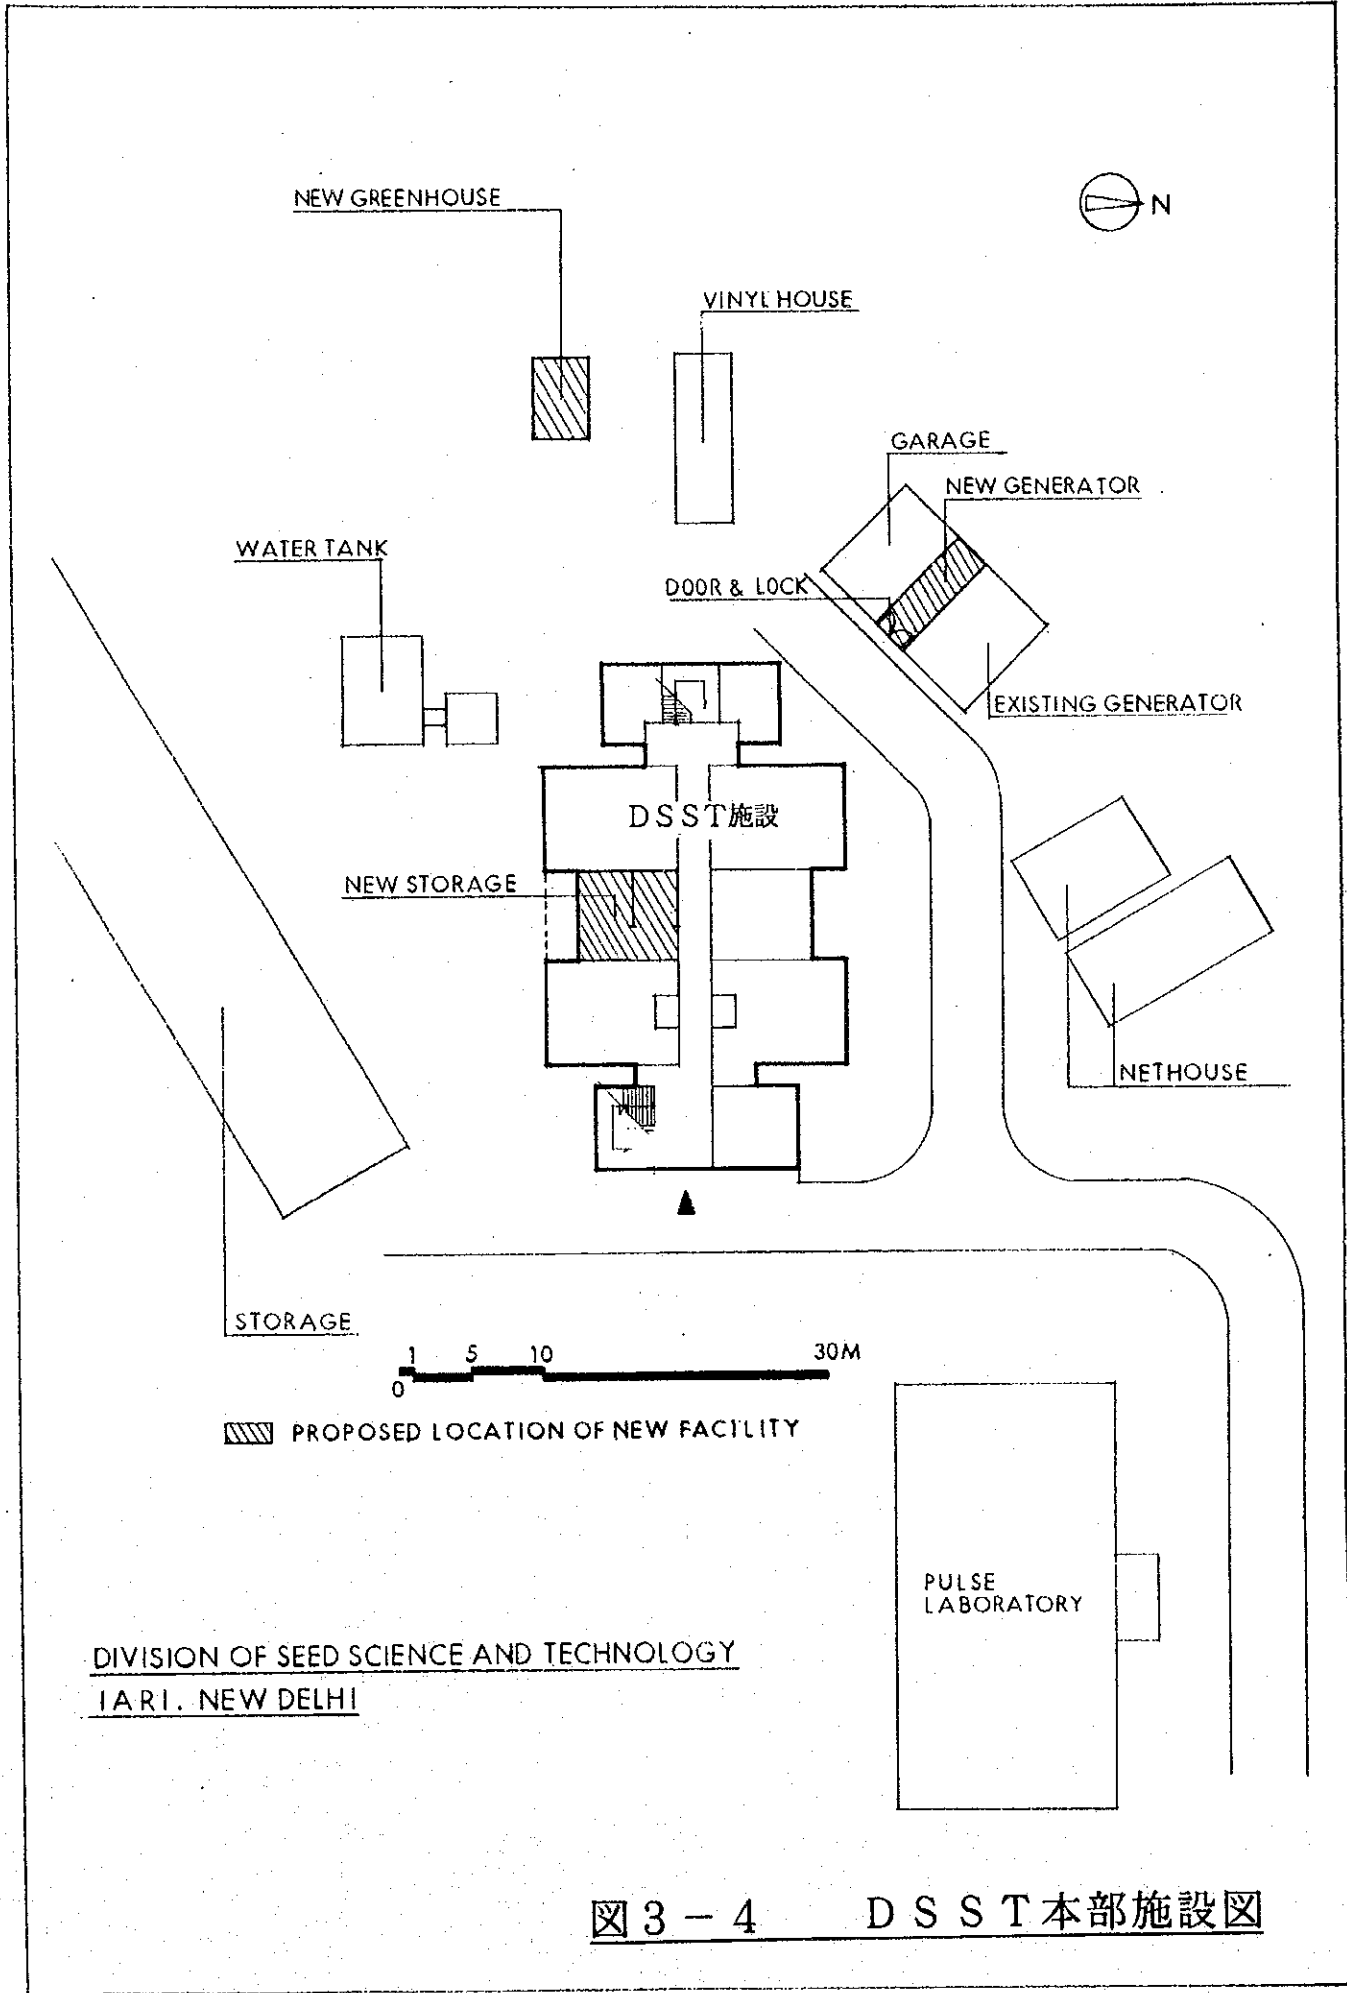 NEW GREENHOUSE
N
VINYL HOUSE
GARAGE
NEW GENERATOR
WATER TANK
DOOR & LOCK
EXISTING GENERATOR
DSST施設
NEW STORAGE
NETHOUSE
STORAGE
0 1 5 10 30M
PROPOSED LOCATION OF NEW FACILITY
PULSE
LABORATORY
DIVISION OF SEED SCIENCE AND TECHNOLOGY
IARI. NEW DELHI
図3-4 DSST本部施設図